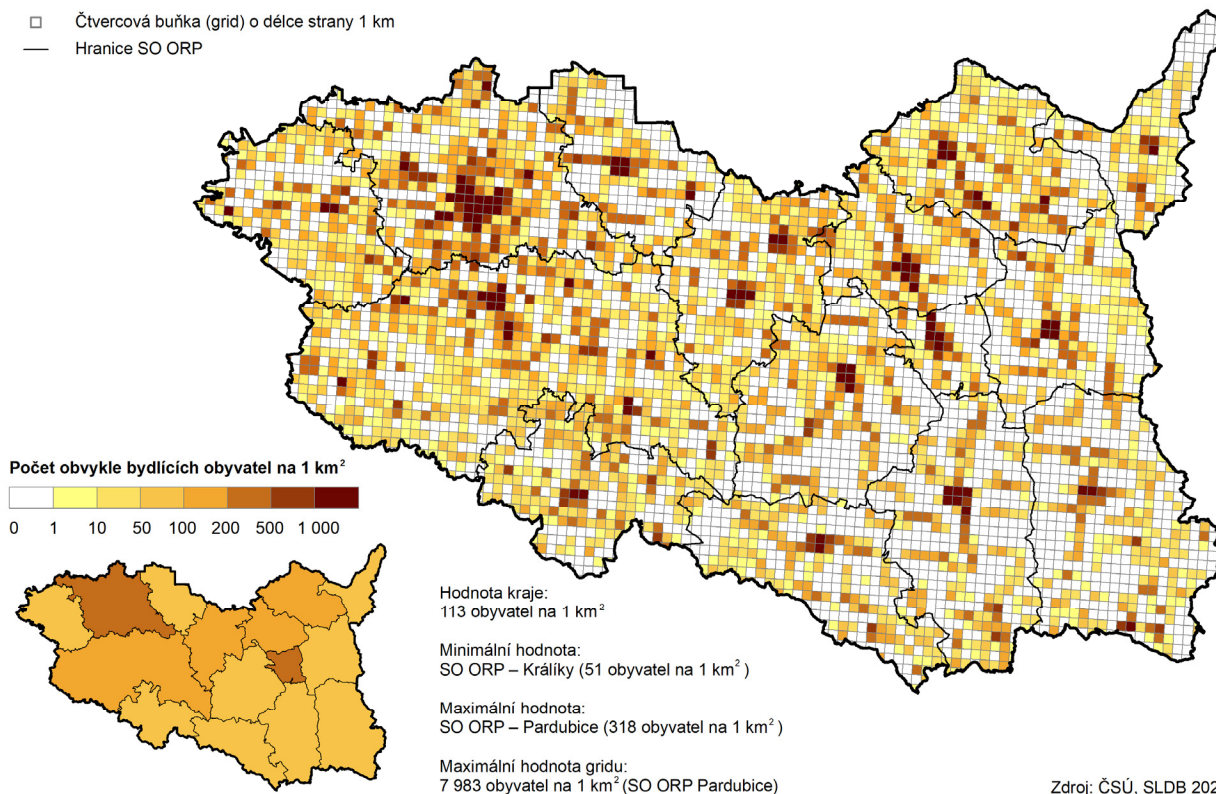 Čtvercová buňka (grid) o délce strany 1 km
Hranice SO ORP
Počet obvykle bydlících obyvatel na 1 km²
0 1 10 50 100 200 500 1 000
Hodnota kraje:
113 obyvatel na 1 km²
Minimální hodnota:
SO ORP – Králíky (51 obyvatel na 1 km²)
Maximální hodnota:
SO ORP – Pardubice (318 obyvatel na 1 km²)
Maximální hodnota gridu:
7 983 obyvatel na 1 km² (SO ORP Pardubice)
Zdroj: ČSÚ, SLDB 202